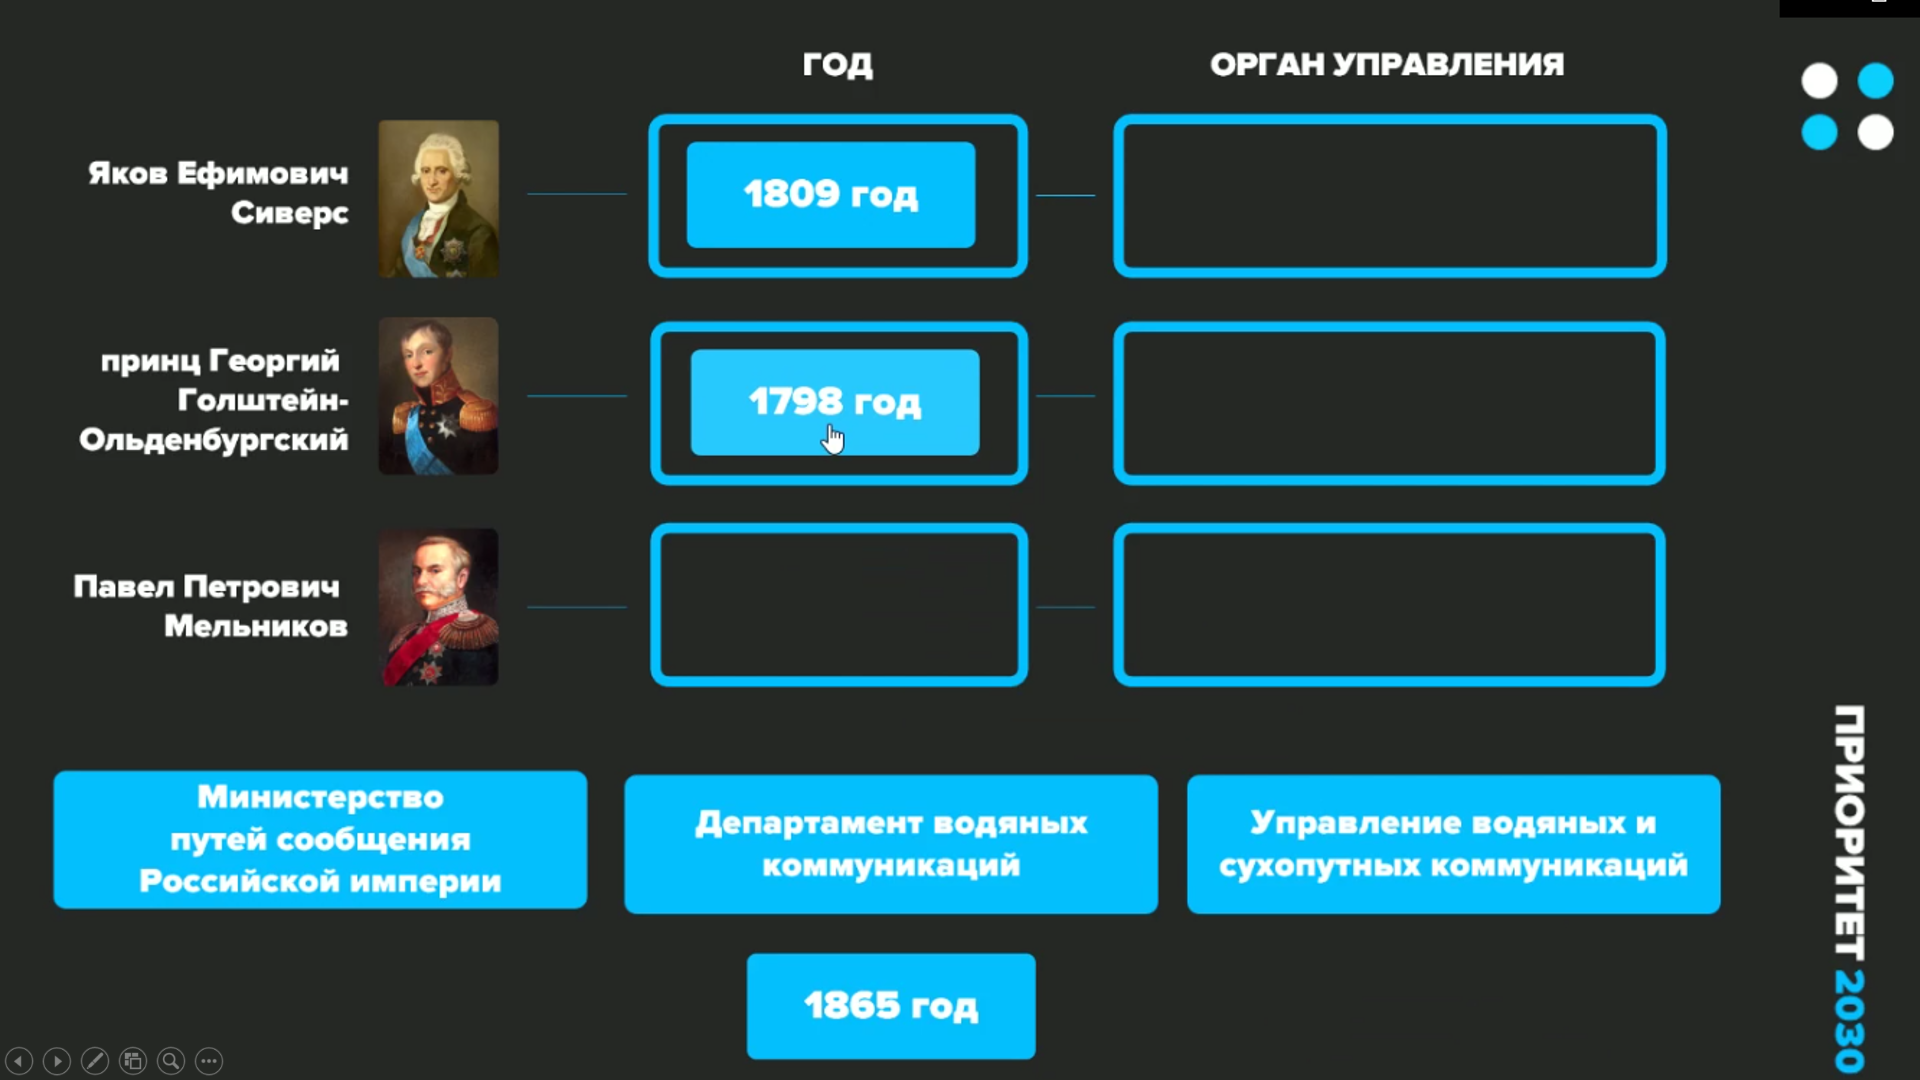 ГОД
ОРГАН УПРАВЛЕНИЯ
Яков Ефимович
Сиверс
1809 год
принц Георгий
Голштейн-
Ольденбургский
1798 год
Павел Петрович
Мельников
Министерство
путей сообщения
Российской империи
Департамент водяных
коммуникаций
Управление водяных и
сухопутных коммуникаций
1865 год
ПРИОРИТЕТ 2030